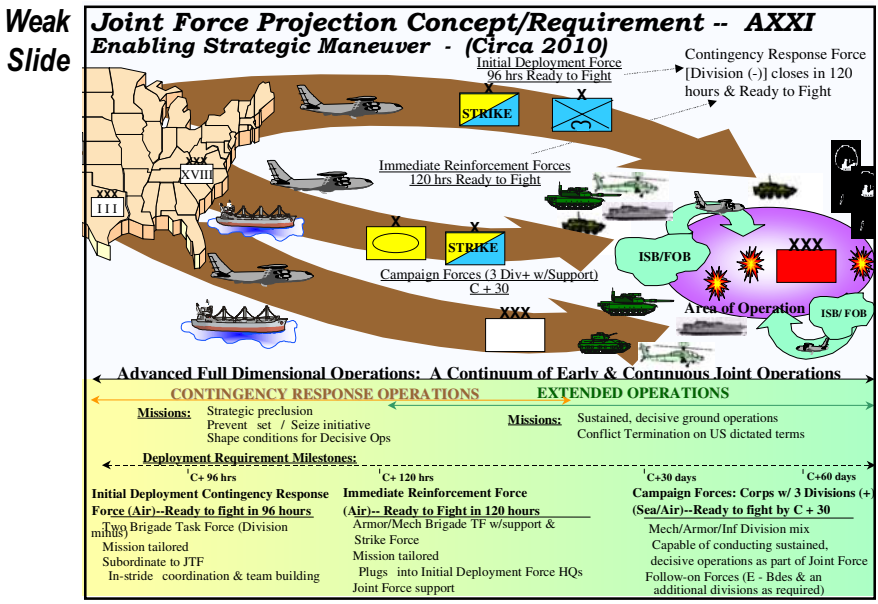 Weak
Slide
Joint Force Projection Concept/Requirement -- AXXI
Enabling Strategic Maneuver - (Circa 2010)
Initial Deployment Force
96 hrs Ready to Fight
Contingency Response Force
[Division (-)] closes in 120
hours & Ready to Fight
X
STRIKE
X
XXX
XVIII
XXX
III
Immediate Reinforcement Forces
120 hrs Ready to Fight
X
X
STRIKE
ISB/FOB
XXX
Campaign Forces (3 Div+ w/Support)
C + 30
XXX
Area of Operation
ISB/ FOB
Advanced Full Dimensional Operations: A Continuum of Early & Continuous Joint Operations
CONTINGENCY RESPONSE OPERATIONS
EXTENDED OPERATIONS
Missions:
Strategic preclusion
Prevent set / Seize initiative
Shape conditions for Decisive Ops
Missions:
Sustained, decisive ground operations
Conflict Termination on US dictated terms
Deployment Requirement Milestones:
C+ 96 hrs
C+ 120 hrs
C+30 days
C+60 days
Initial Deployment Contingency Response
Force (Air)--Ready to fight in 96 hours
Two Brigade Task Force (Division
minus)
Mission tailored
Subordinate to JTF
In-stride coordination & team building
Immediate Reinforcement Force
(Air)-- Ready to Fight in 120 hours
Armor/Mech Brigade TF w/support &
Strike Force
Mission tailored
Plugs into Initial Deployment Force HQs
Joint Force support
Campaign Forces: Corps w/ 3 Divisions (+)
(Sea/Air)--Ready to fight by C + 30
Mech/Armor/Inf Division mix
Capable of conducting sustained,
decisive operations as part of Joint Force
Follow-on Forces (E - Bdes & an
additional divisions as required)